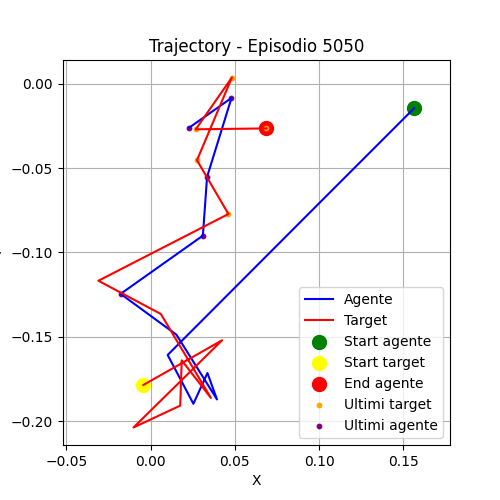 Trajectory - Episodio 5050
0.00
−0.05
−0.10
−0.15
−0.20
−0.05
0.00
0.05
0.10
0.15
X
Agente
Target
Start agente
Start target
End agente
Ultimi target
Ultimi agente